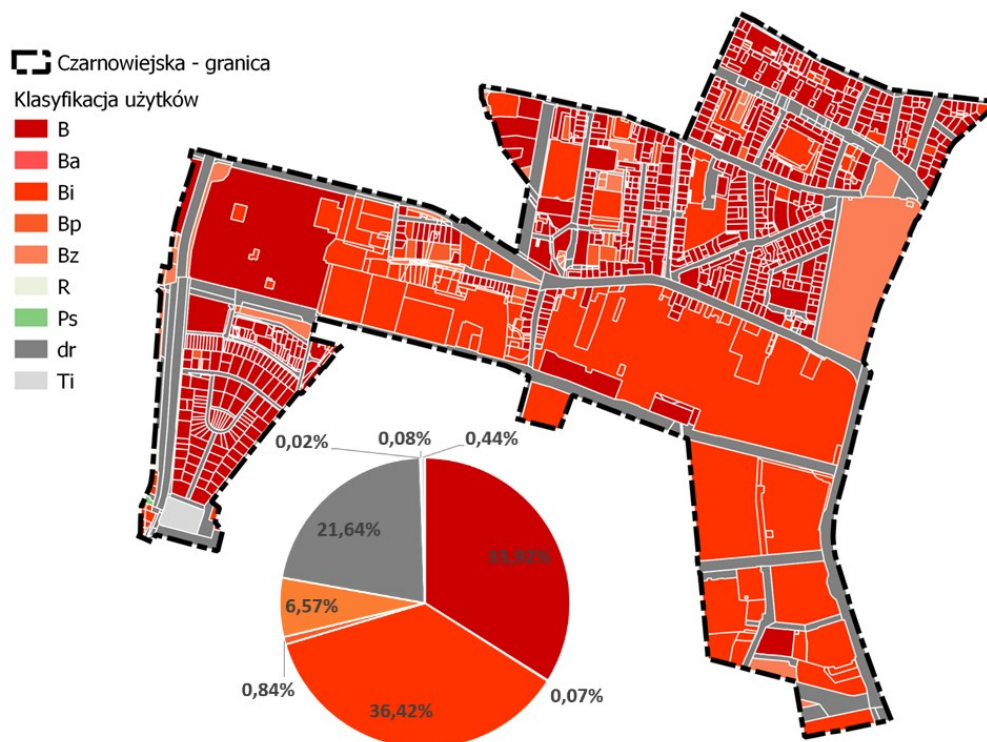 Czarnowiejska - granica
Klasyfikacja użytków
B
Ba
Bi
Bp
Bz
R
Ps
dr
Ti
0,02%
0,08%
0,44%
21,64%
33,92%
6,57%
0,84%
36,42%
0,07%